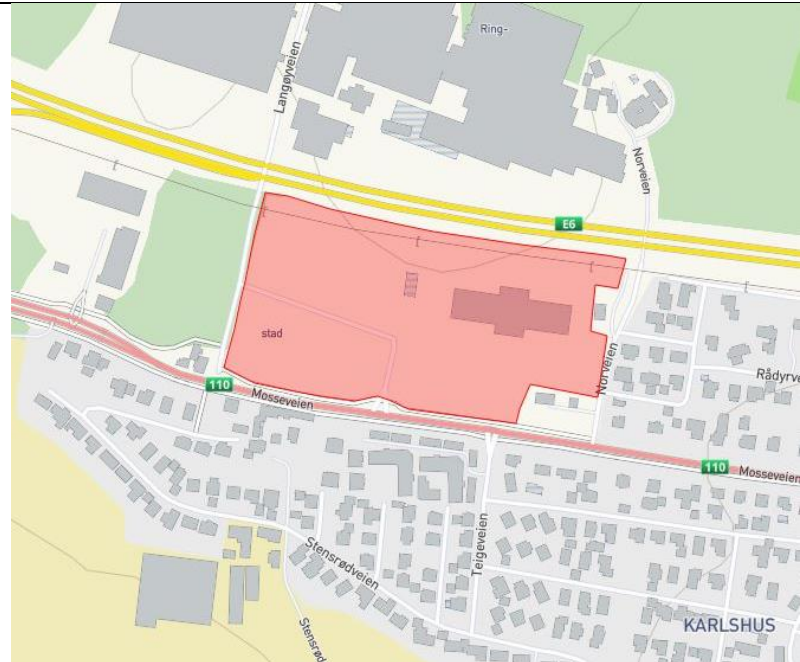 Ring-
Langøyveien
Norveien
E6
stad
Norveien
Rådyrve
110
Mosseveien
110
Mosseveien
Stensrødveien
Teigeveien
Stensrød
KARLSHUS